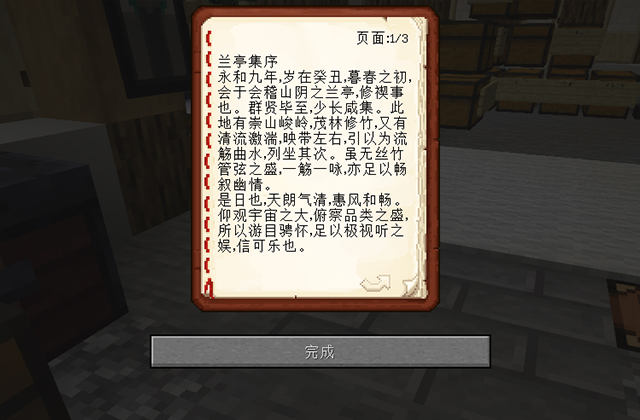 页面:1/3
兰亭集序
永和九年,岁在癸丑,暮春之初,
会于会稽山阴之兰亭,修禊事
也。群贤毕至,少长咸集。此
地有崇山峻岭,茂林修竹,又有
清流激湍,映带左右,引以为流
觞曲水,列坐其次。虽无丝竹
管弦之盛,一觞一咏,亦足以畅
叙幽情。
是日也,天朗气清,惠风和畅。
仰观宇宙之大,俯察品类之盛,
所以游目骋怀,足以极视听之
娱,信可乐也。
完成